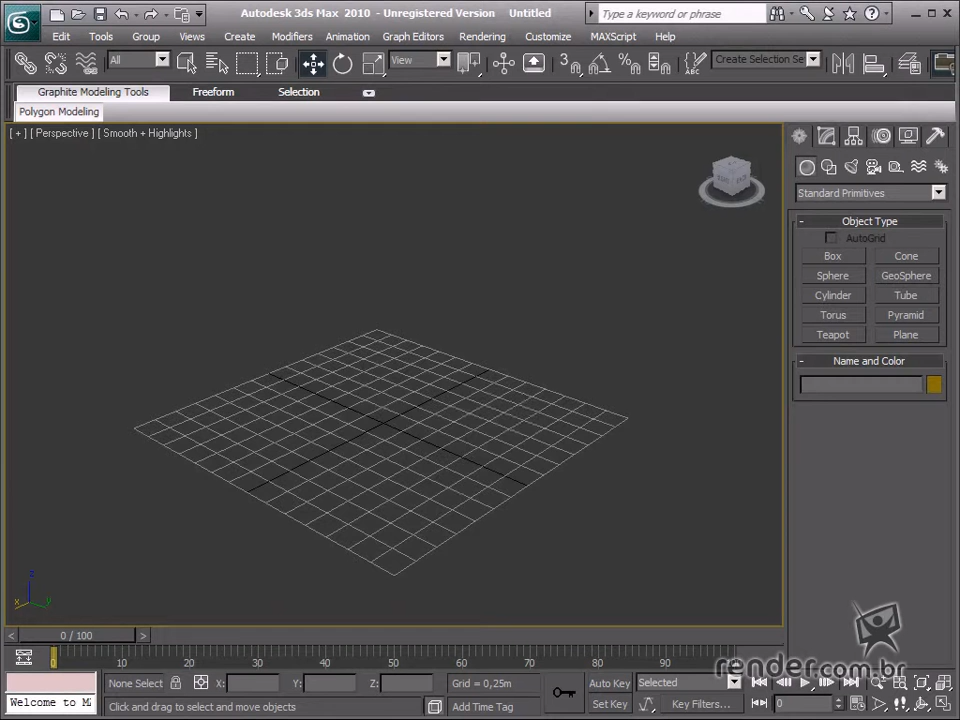 Autodesk 3ds Max 2010 - Unregistered Version Untitled
Type a keyword or phrase
Edit Tools Group Views Create Modifiers Animation Graph Editors Rendering Customize MAXScript Help
All View 3 Create Selection Se
Graphite Modeling Tools Freeform Selection
Polygon Modeling
[ + ] [ Perspective ] [ Smooth + Highlights ]
Standard Primitives
- Object Type
AutoGrid
Box Cone
Sphere GeoSphere
Cylinder Tube
Torus Pyramid
Teapot Plane
- Name and Color
z
x y
< 0 / 100 >
0 10 20 30 40 50 60 70 80 90
render.com.br
None Select X: Y: Z: Grid = 0,25m Auto Key Selected
Welcome to M Click and drag to select and move objects Add Time Tag Set Key Key Filters... 0